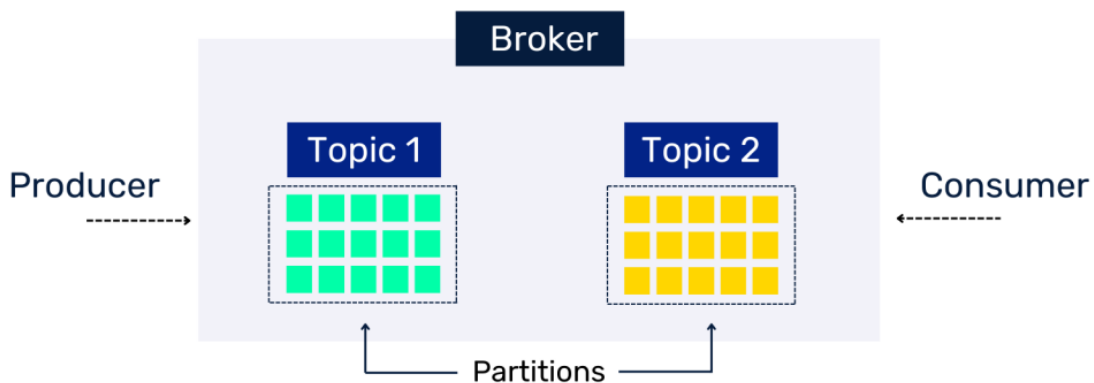 Broker
Topic 1
Topic 2
Producer
Consumer
Partitions